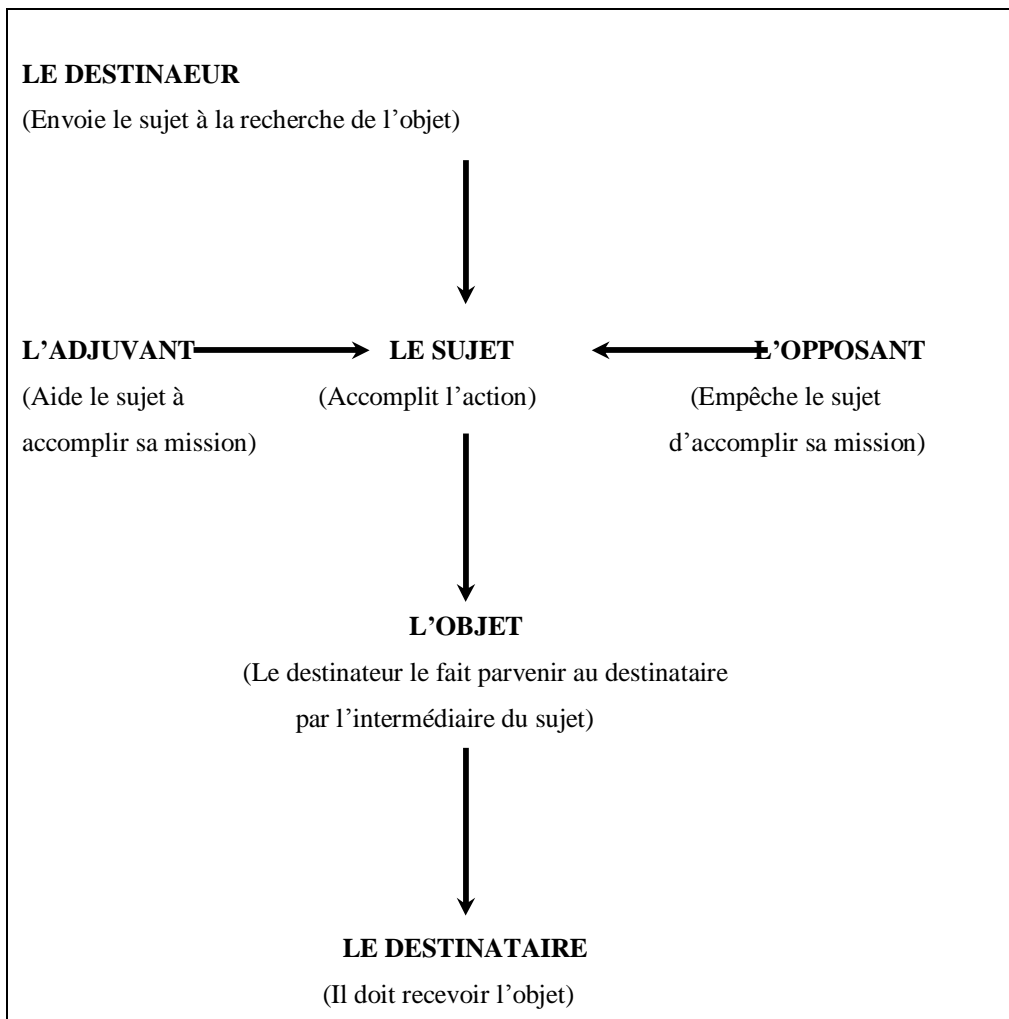 LE DESTINAEUR
(Envoie le sujet à la recherche de l’objet)
L’ADJUVANT LE SUJET L’OPPOSANT
(Aide le sujet à (Accomplit l’action) (Empêche le sujet
accomplir sa mission) d’accomplir sa mission)
L’OBJET
(Le destinateur le fait parvenir au destinataire
par l’intermédiaire du sujet)
LE DESTINATAIRE
(Il doit recevoir l’objet)